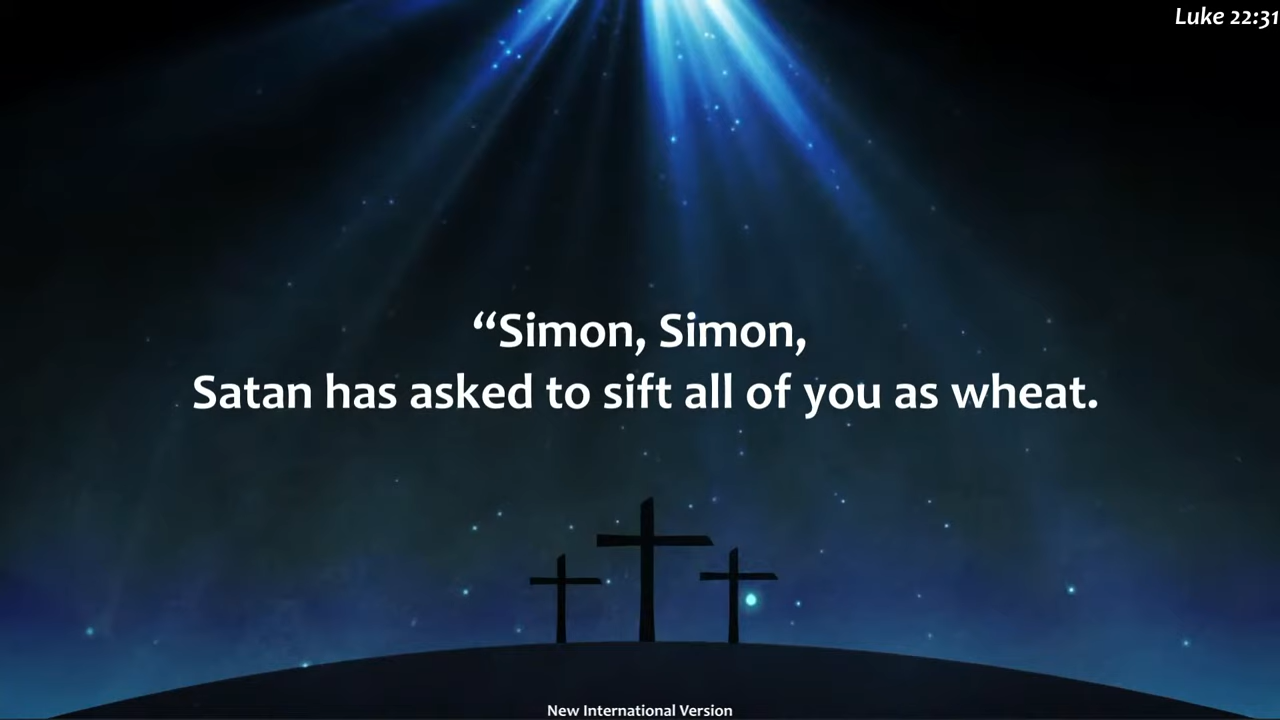 Luke 22:31
“Simon, Simon,
Satan has asked to sift all of you as wheat.
New International Version